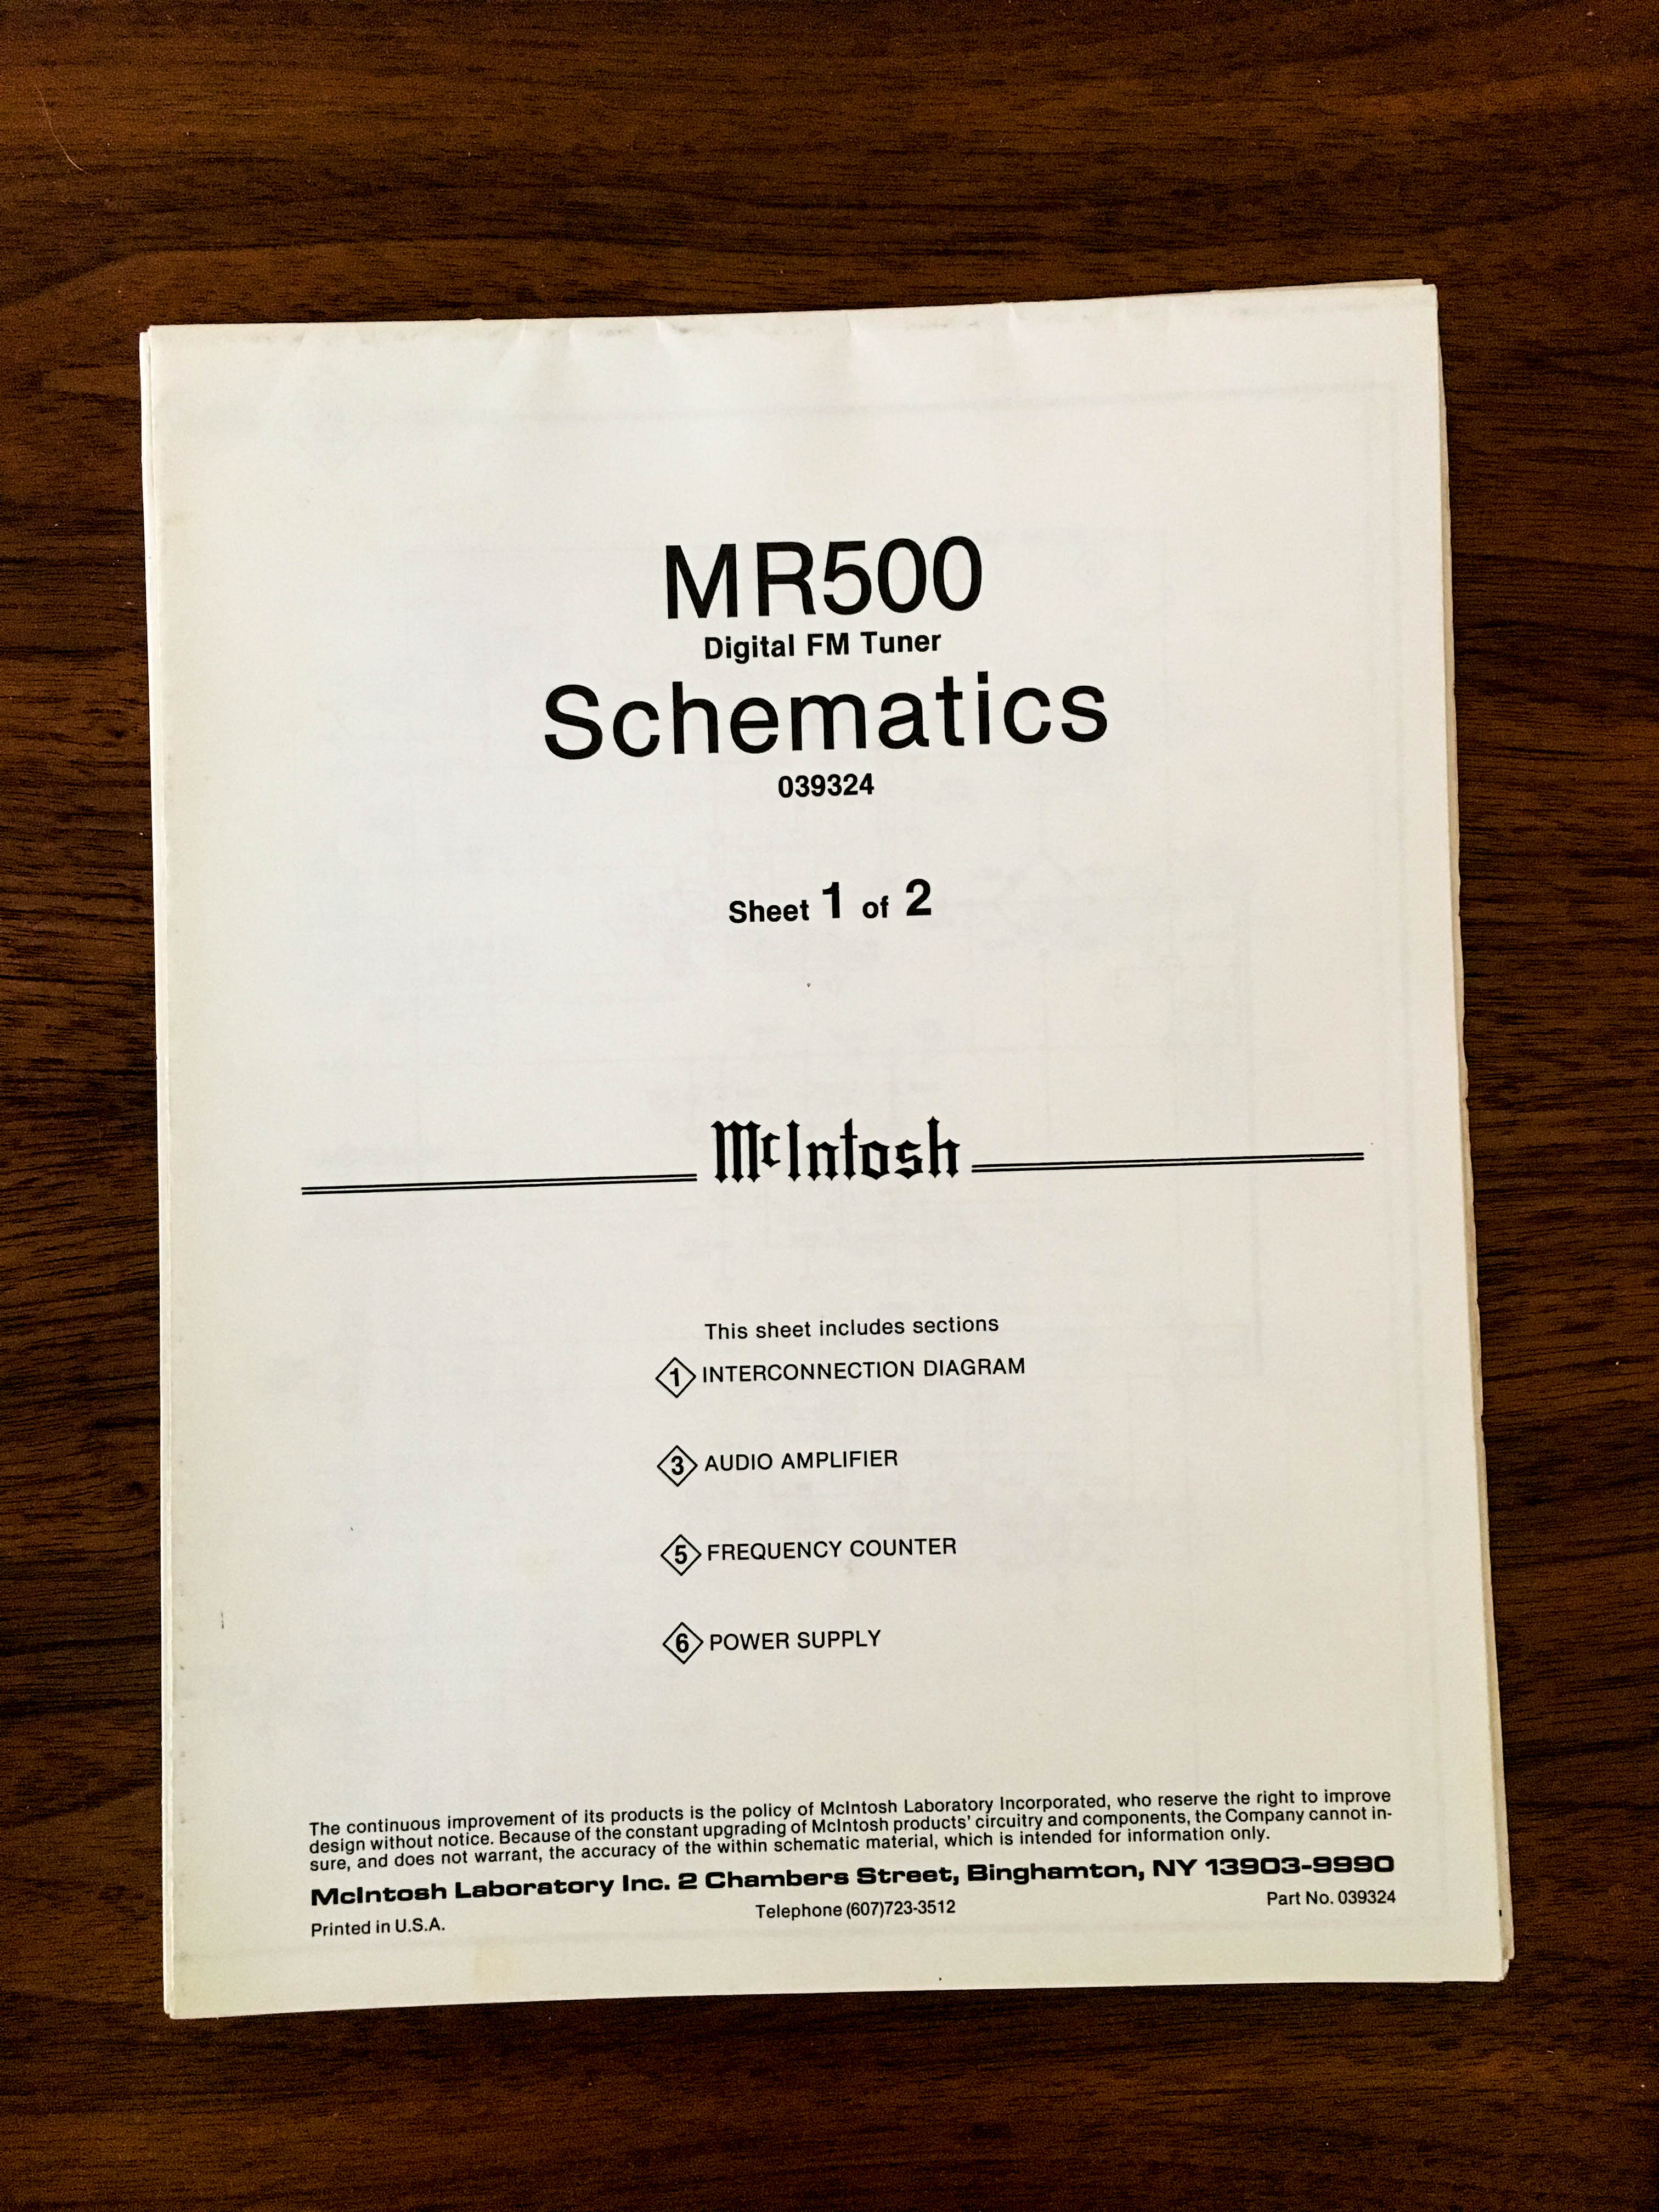 MR500
Digital FM Tuner
Schematics
039324
Sheet 1 of 2
McIntosh
This sheet includes sections
1 INTERCONNECTION DIAGRAM
3 AUDIO AMPLIFIER
5 FREQUENCY COUNTER
6 POWER SUPPLY
The continuous improvement of its products is the policy of McIntosh Laboratory Incorporated, who reserve the right to improve
design without notice. Because of the constant upgrading of McIntosh products' circuitry and components, the Company cannot in-
sure, and does not warrant, the accuracy of the within schematic material, which is intended for information only.
McIntosh Laboratory Inc. 2 Chambers Street, Binghamton, NY 13903-9990
Printed in U.S.A. Telephone (607)723-3512 Part No. 039324